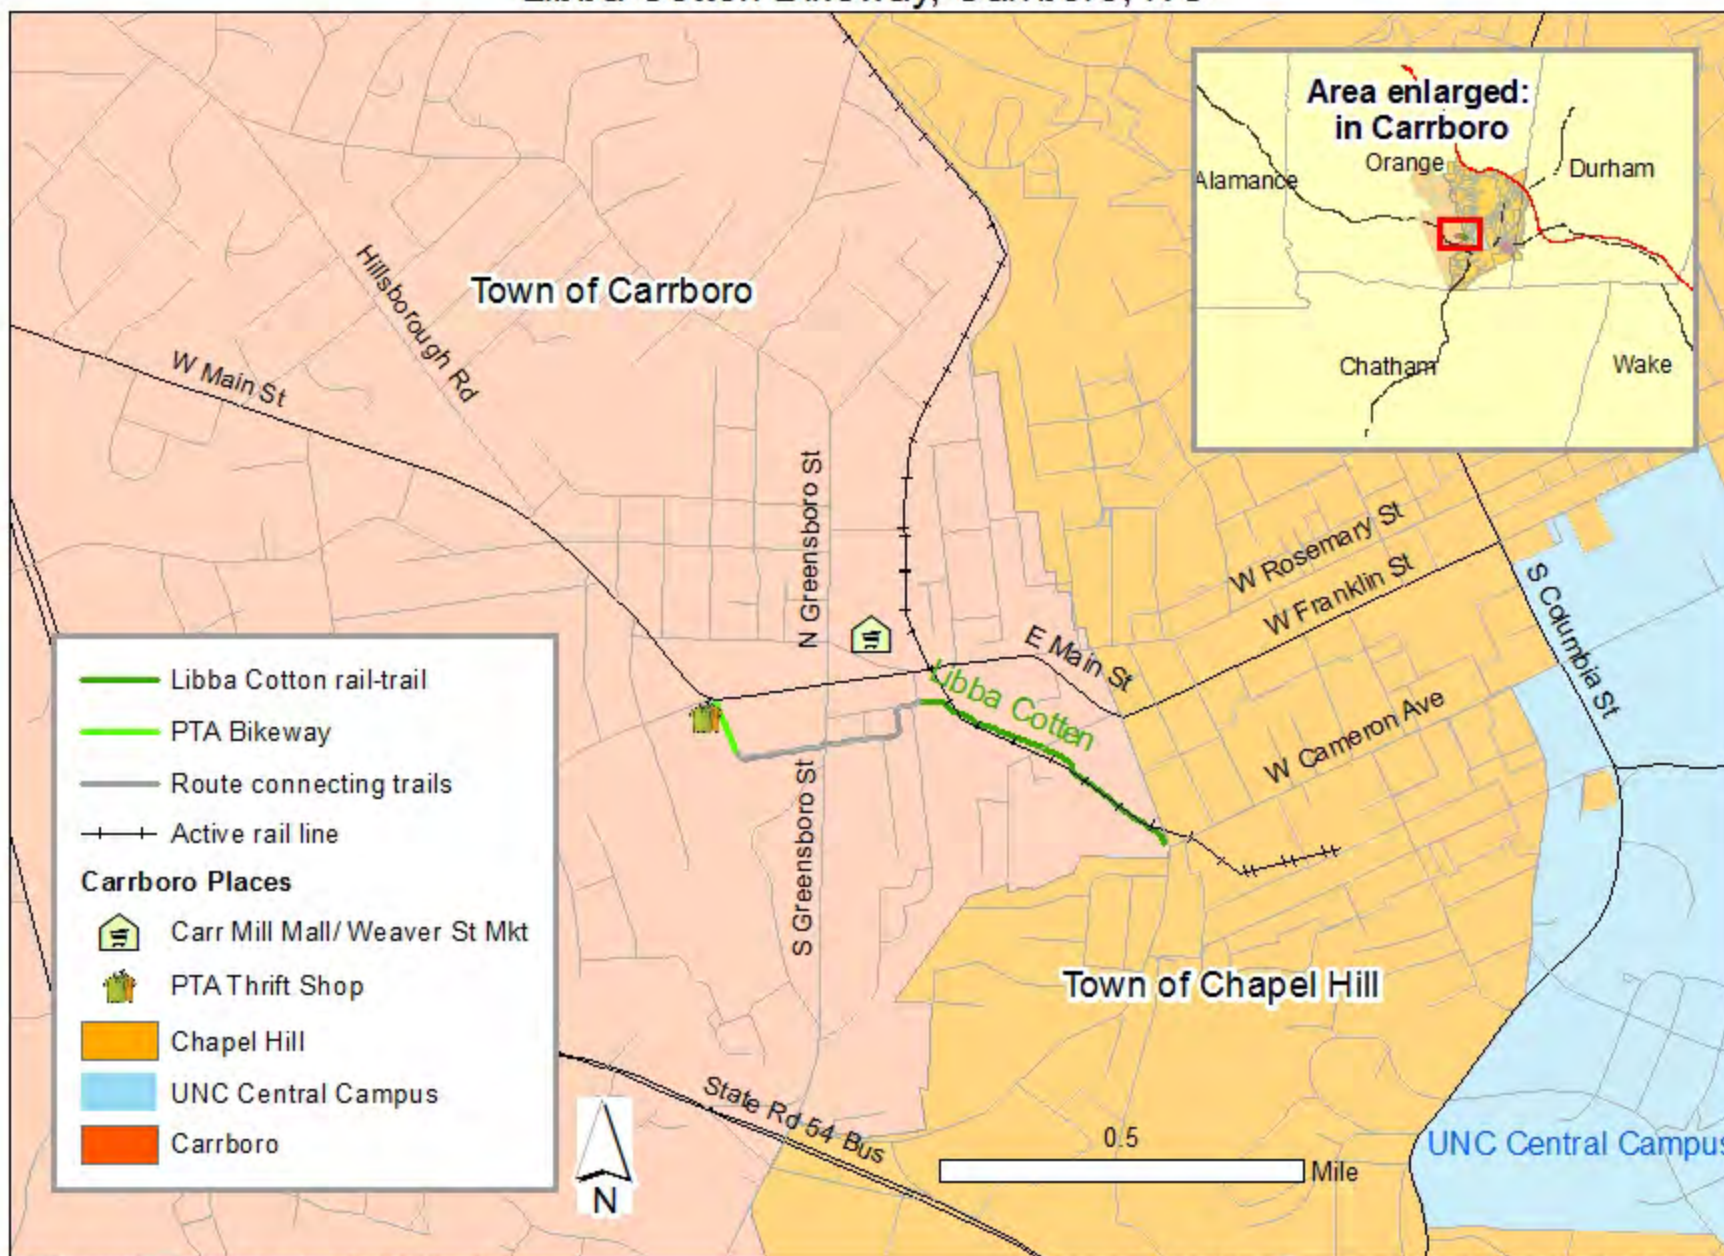 Area enlarged:
in Carrboro
Orange
Durham
Alamance
Chatham
Wake
Town of Carrboro
Hillsborough Rd
W Main St
N Greensboro St
W Rosemary St
W Franklin St
S Columbia St
E Main St
Libba Cotten
W Cameron Ave
S Greensboro St
Libba Cotton rail-trail
PTA Bikeway
Route connecting trails
Active rail line
Carrboro Places
Carr Mill Mall/ Weaver St Mkt
PTA Thrift Shop
Chapel Hill
UNC Central Campus
Carrboro
Town of Chapel Hill
State Rd 54 Bus
N
0.5
Mile
UNC Central Campus